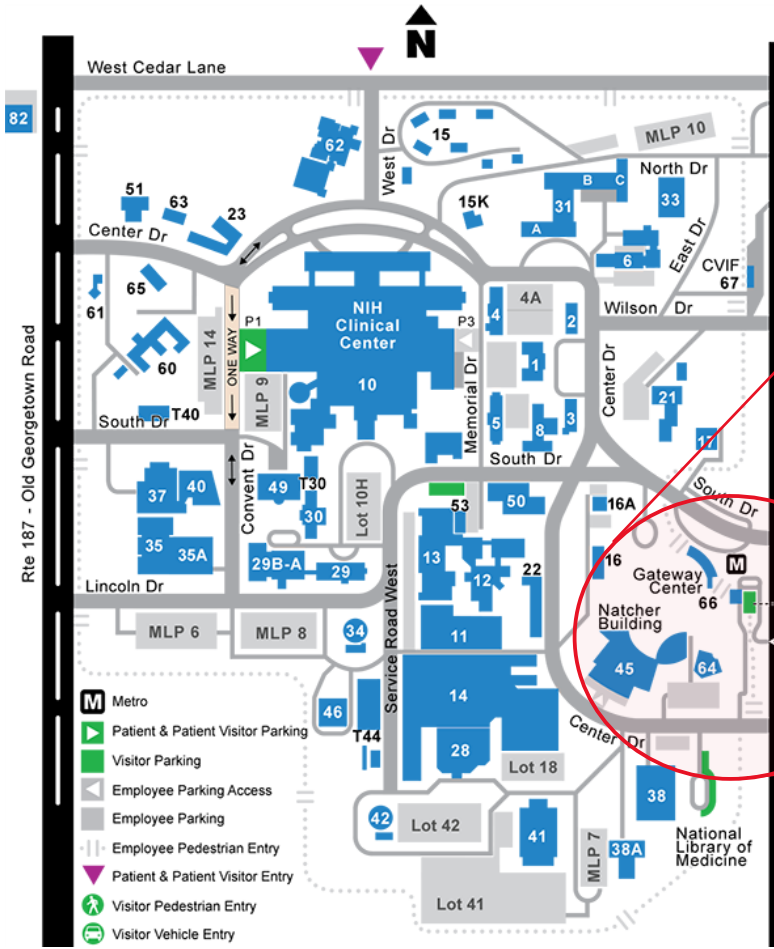 N
West Cedar Lane
82
62
West Dr
15
MLP 10
North Dr
B
C
33
51
63
23
15K
31
A
Center Dr
6
East Dr
CVIF
67
65
61
NIH
Clinical
Center
4
4A
2
Wilson Dr
P1
P3
MLP 14
ONE WAY
60
1
10
MLP 9
Memorial Dr
Center Dr
21
T40
5
8
3
17
South Dr
South Dr
Rte 187 - Old Georgetown Road
Convent Dr
37
40
49
T30
Lot 10H
50
South Dr
53
16A
30
35
35A
13
16
M
29B-A
29
12
22
Gateway
Center
66
Lincoln Dr
Natcher
Building
MLP 6
MLP 8
34
Service Road West
11
45
64
M Metro
46
14
Patient & Patient Visitor Parking
T44
Center Dr
28
Visitor Parking
Lot 18
Employee Parking Access
38
Employee Parking
42
Lot 42
41
MLP 7
National
Library of
Medicine
Employee Pedestrian Entry
38A
Patient & Patient Visitor Entry
Lot 41
Visitor Pedestrian Entry
Visitor Vehicle Entry